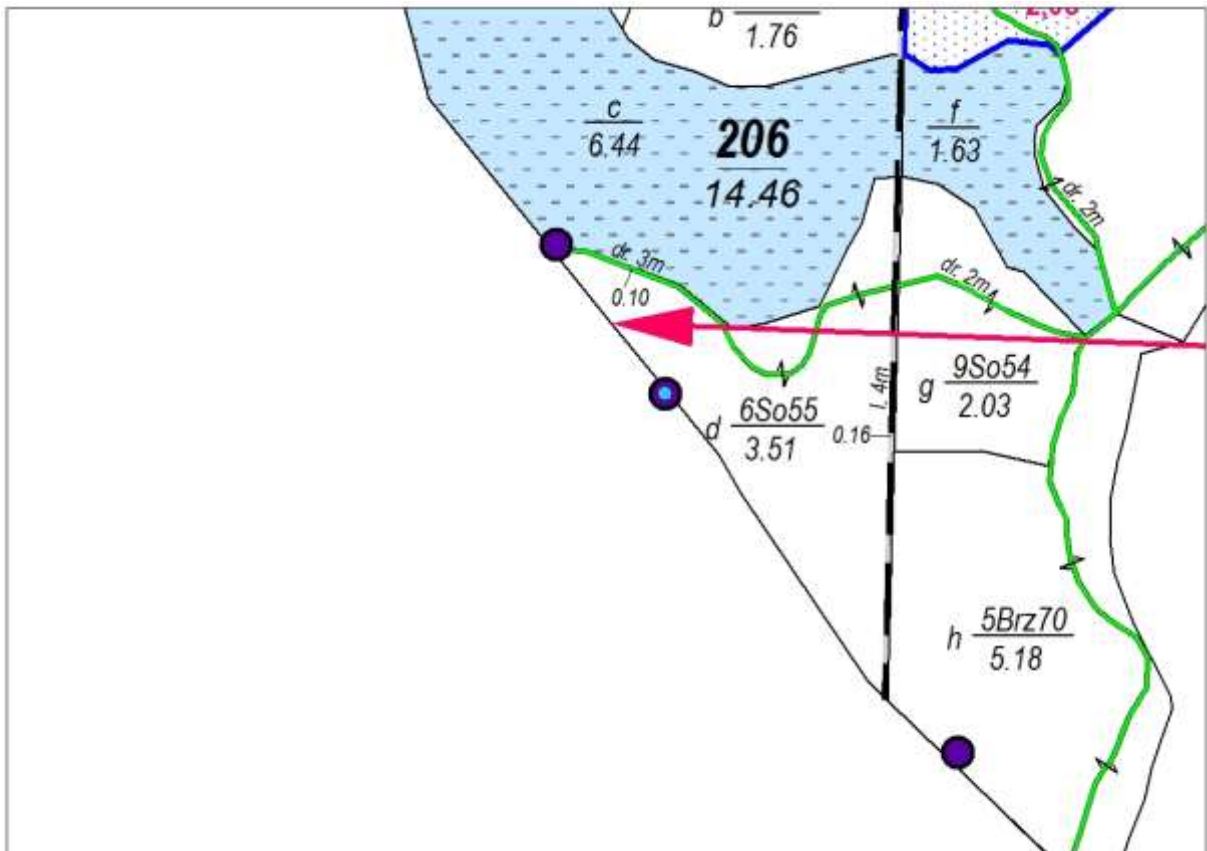 b
1.76
c
6.44
206
14.46
f
1.63
dr. 2m
dr. 3m
0.10
dr. 2m
l. 4m
g 9So54
2.03
d 6So55
3.51
0.16
h 5Brz70
5.18